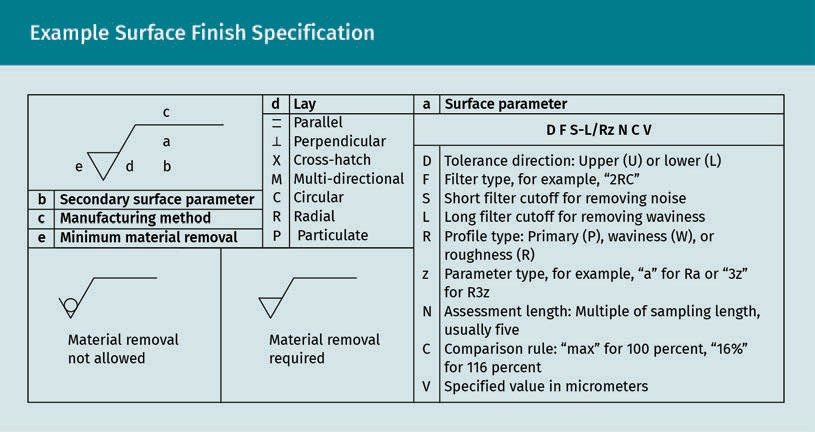 Example Surface Finish Specification
c
a
e d b
b Secondary surface parameter
c Manufacturing method
e Minimum material removal
d Lay
= Parallel
⊥ Perpendicular
X Cross-hatch
M Multi-directional
C Circular
R Radial
P Particulate
a Surface parameter
D F S-L/Rz N C V
D Tolerance direction: Upper (U) or lower (L)
F Filter type, for example, “2RC”
S Short filter cutoff for removing noise
L Long filter cutoff for removing waviness
R Profile type: Primary (P), waviness (W), or
roughness (R)
z Parameter type, for example, “a” for Ra or “3z”
for R3z
N Assessment length: Multiple of sampling length,
usually five
C Comparison rule: “max” for 100 percent, “16%”
for 116 percent
V Specified value in micrometers
Material removal
not allowed
Material removal
required